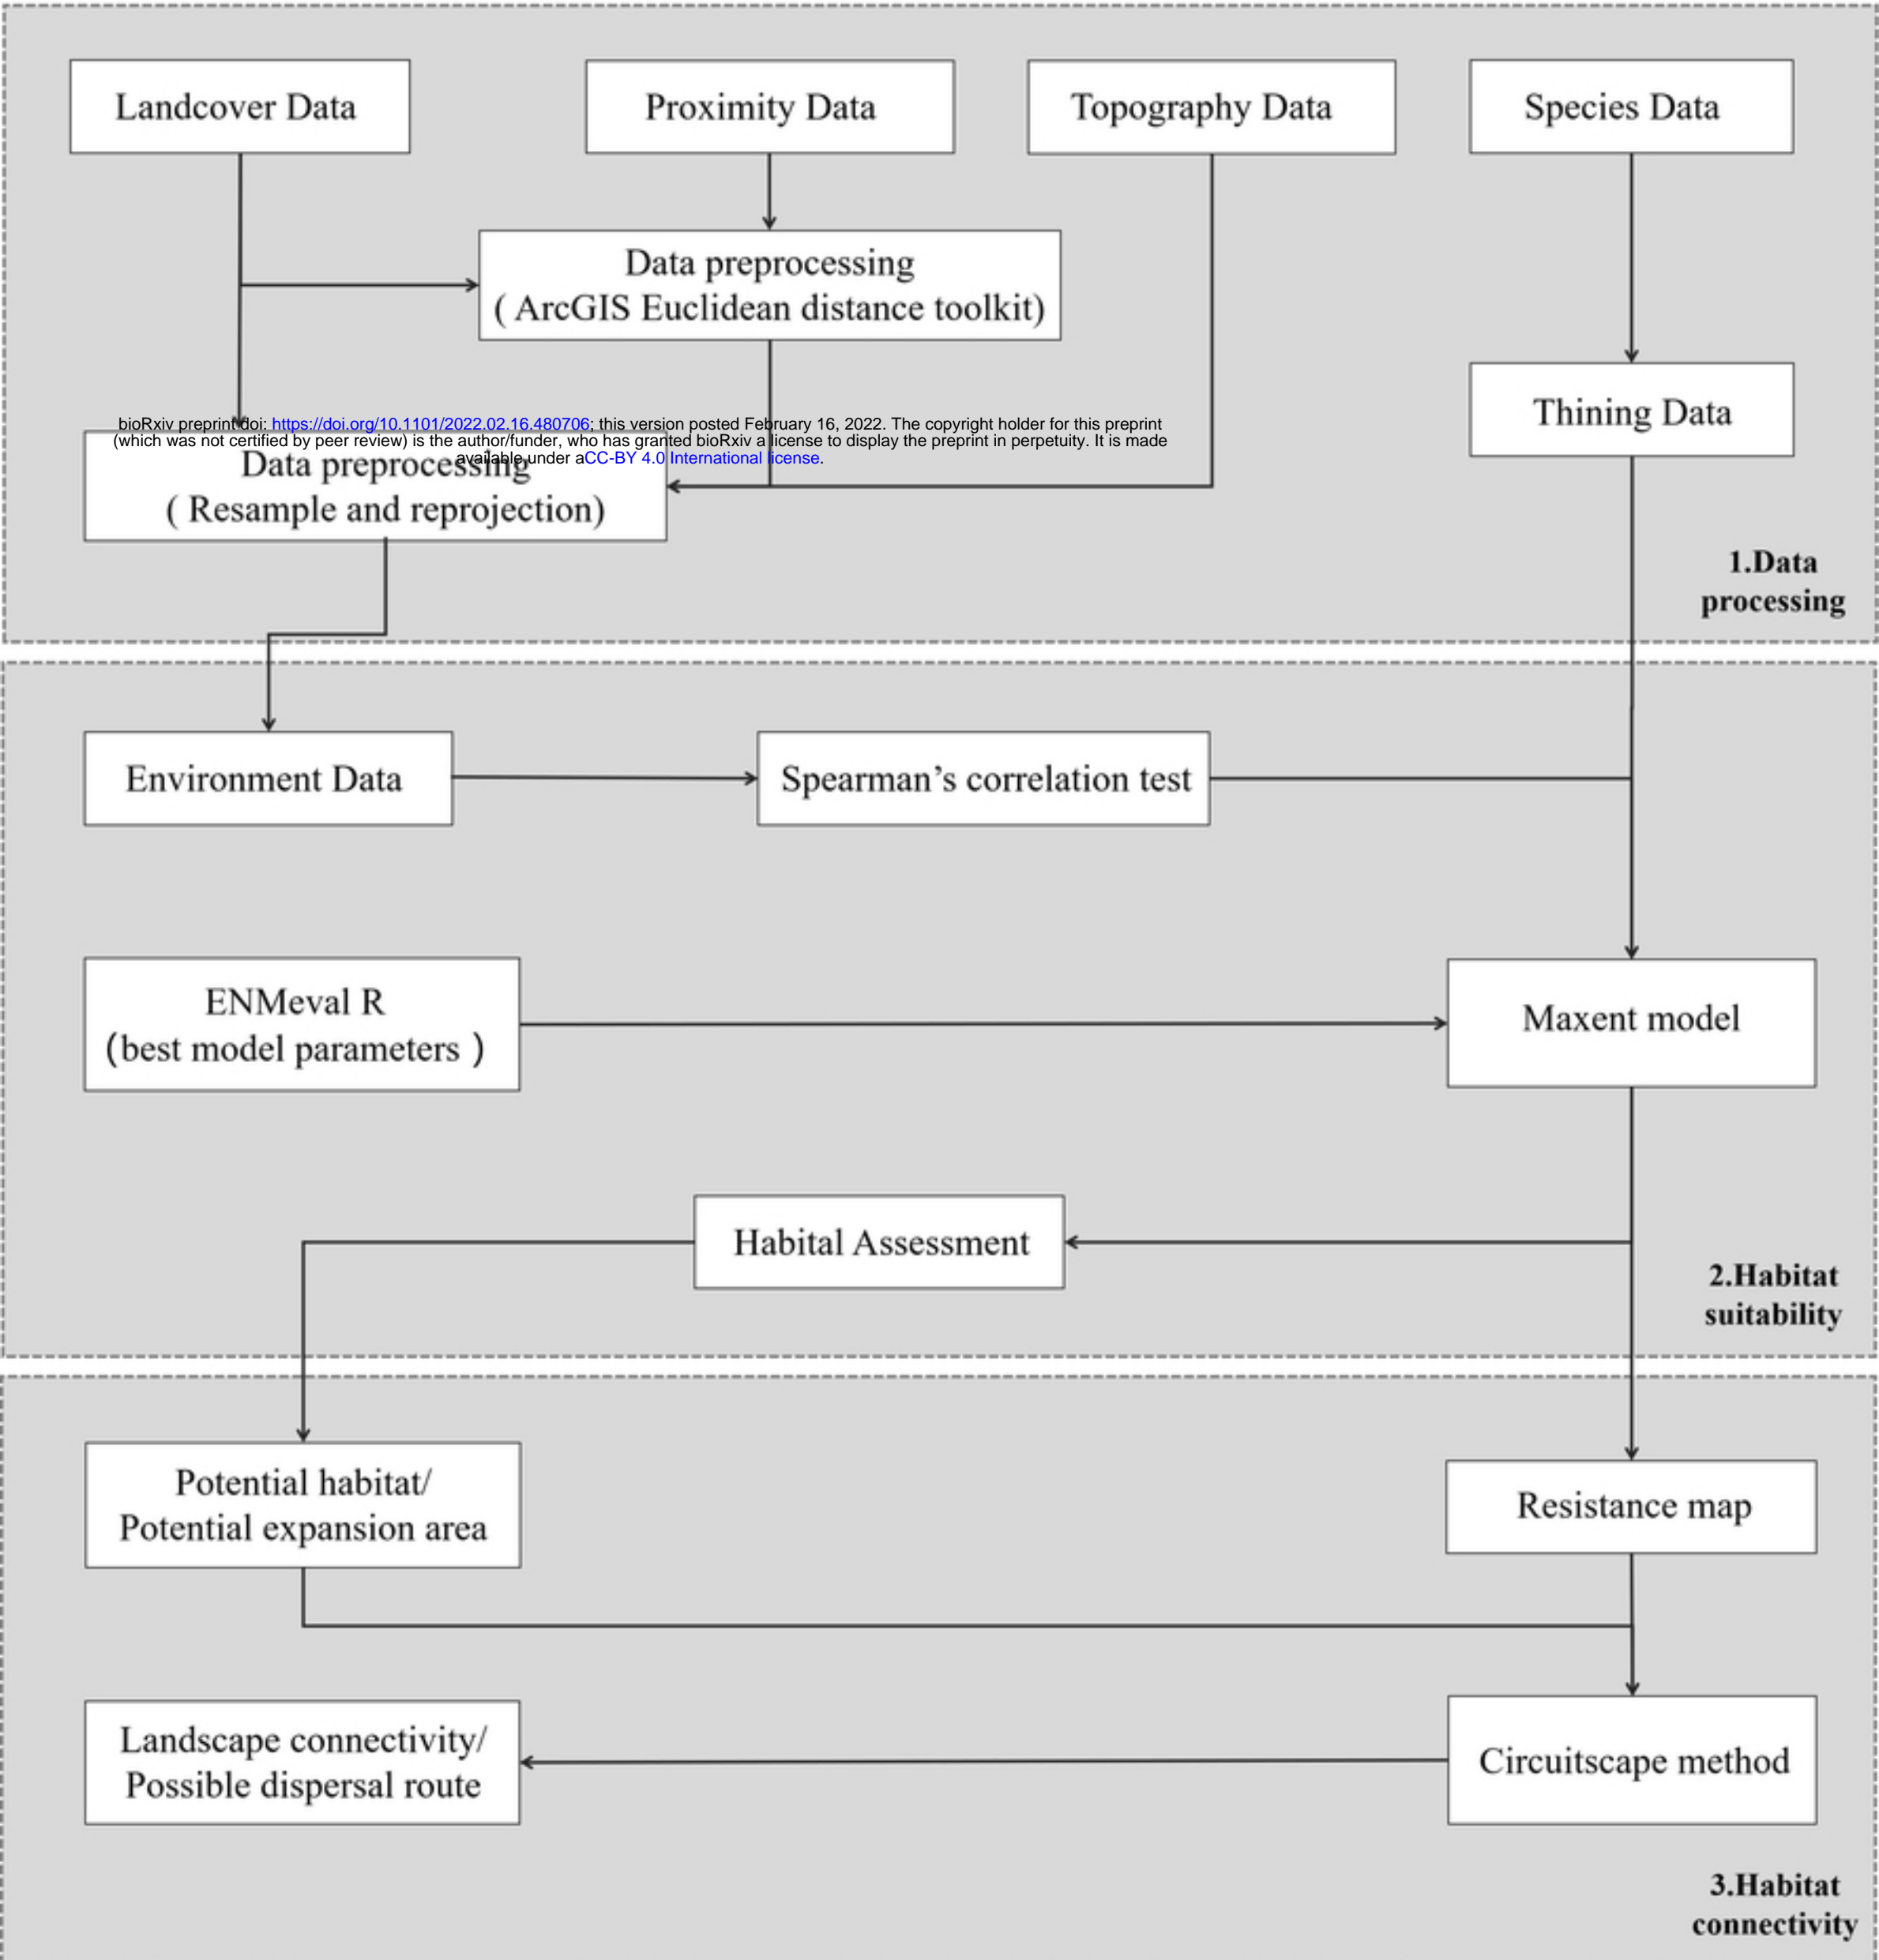 Landcover Data
Proximity Data
Topography Data
Species Data
Data preprocessing
( ArcGIS Euclidean distance toolkit)
Thining Data
bioRxiv preprint doi: https://doi.org/10.1101/2022.02.16.480706; this version posted February 16, 2022. The copyright holder for this preprint
(which was not certified by peer review) is the author/funder, who has granted bioRxiv a license to display the preprint in perpetuity. It is made
available under aCC-BY 4.0 International license.
Data preprocessing
( Resample and reprojection)
1.Data
processing
Environment Data
Spearman’s correlation test
ENMeval R
(best model parameters )
Maxent model
Habital Assessment
2.Habitat
suitability
Potential habitat/
Potential expansion area
Resistance map
Landscape connectivity/
Possible dispersal route
Circuitscape method
3.Habitat
connectivity